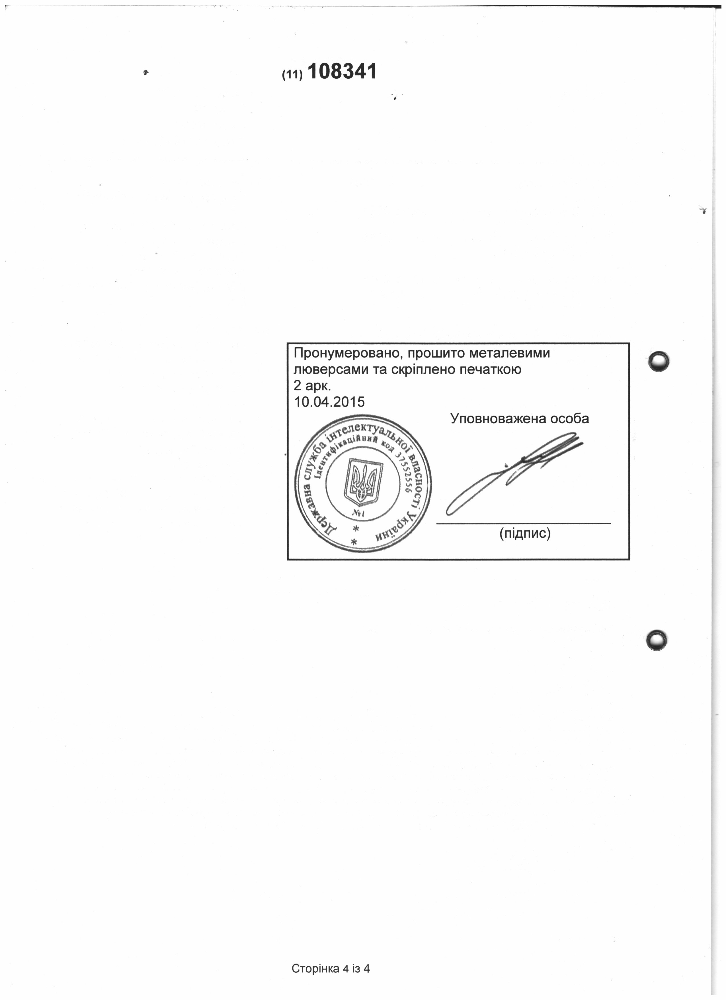 (11) 108341
Пронумеровано, прошито металевими
люверсами та скріплено печаткою
2 арк.
10.04.2015
Уповноважена особа
Державна служба інтелектуальної власності України
Ідентифікаційний код 37552556
№1
* *
(підпис)
Сторінка 4 із 4